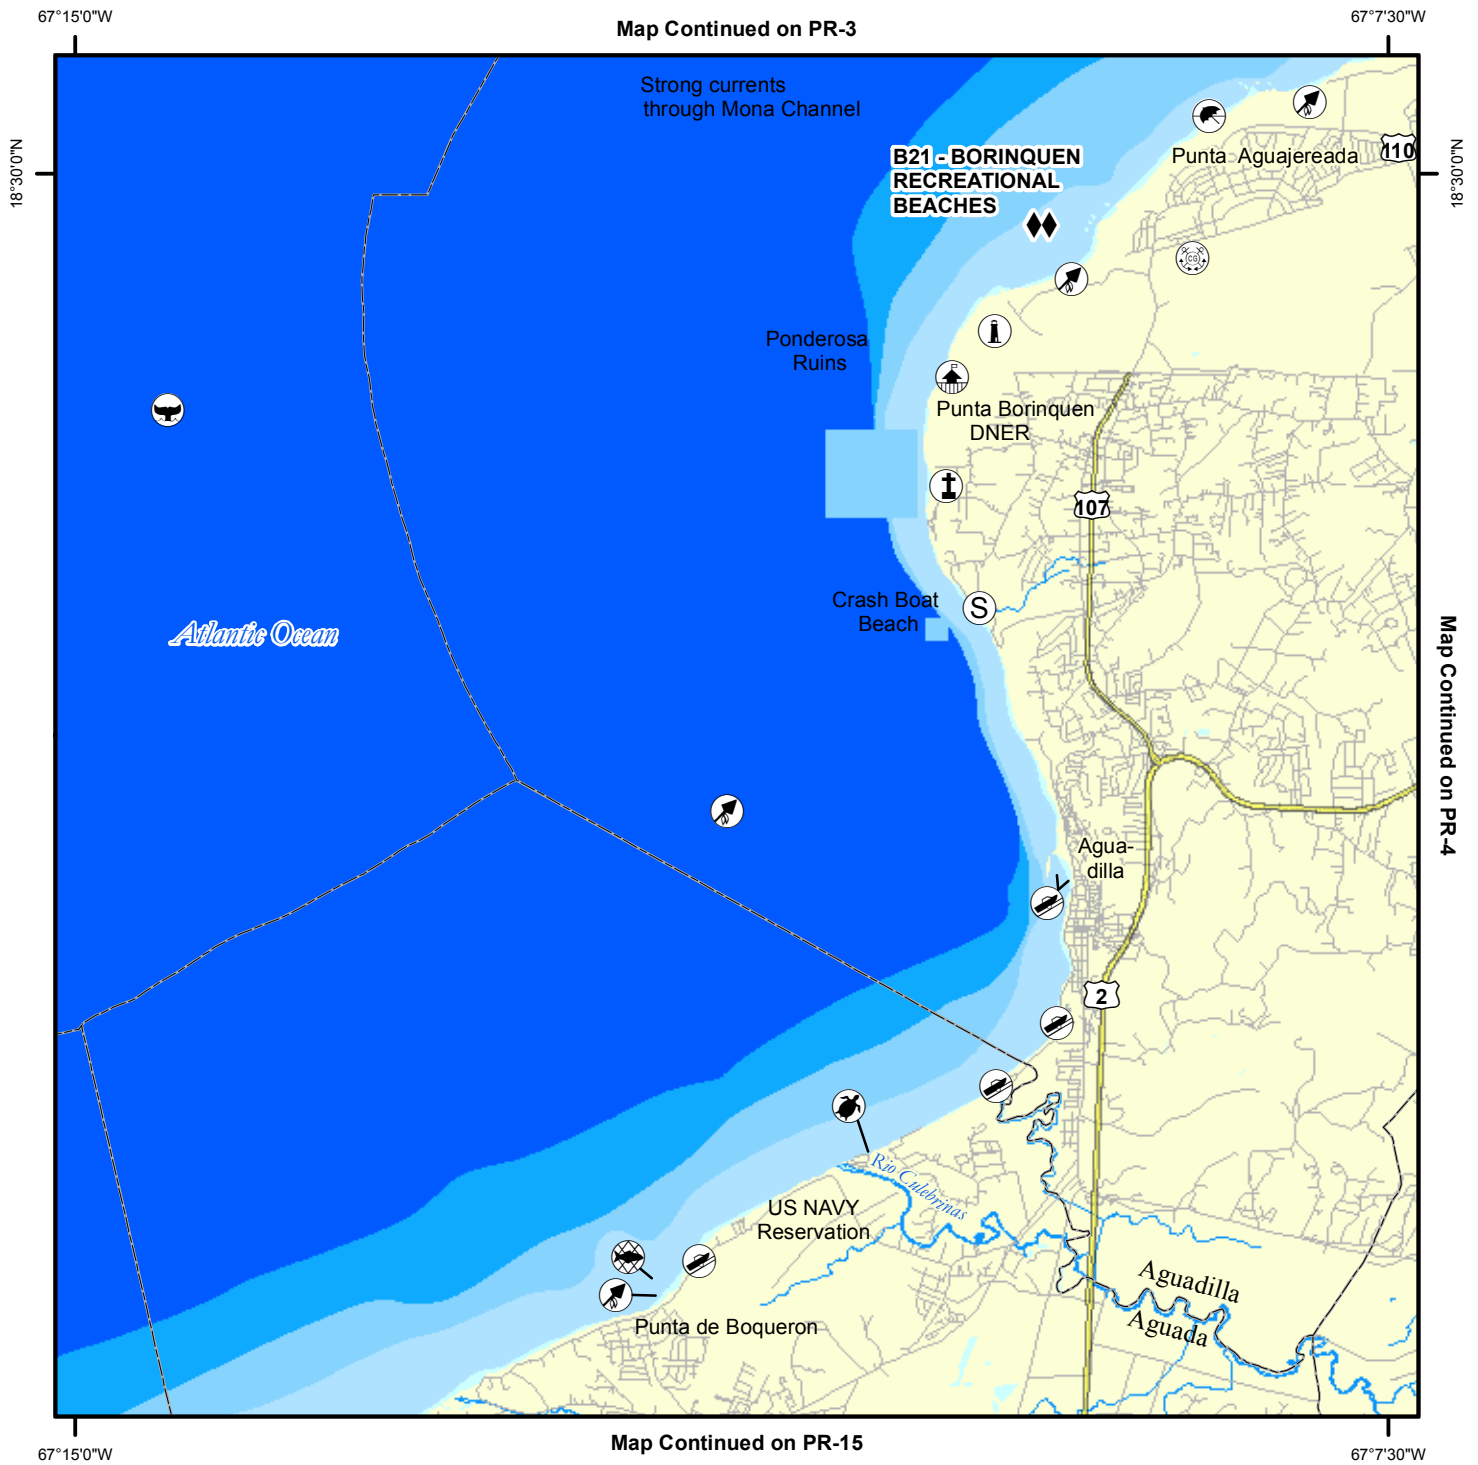 67°15'0"W
67°7'30"W
Map Continued on PR-3
Strong currents
through Mona Channel
18°30'0"N
18°30'0"N
B21 - BORINQUEN
RECREATIONAL
BEACHES
Punta Aguajereada
110
CG
Ponderosa
Ruins
Punta Borinquen
DNER
107
Crash Boat
Beach
S
Atlantic Ocean
Map Continued on PR-4
Agua-
dilla
2
Rio Culebrinas
US NAVY
Reservation
Aguadilla
Aguada
Punta de Boqueron
67°15'0"W
Map Continued on PR-15
67°7'30"W